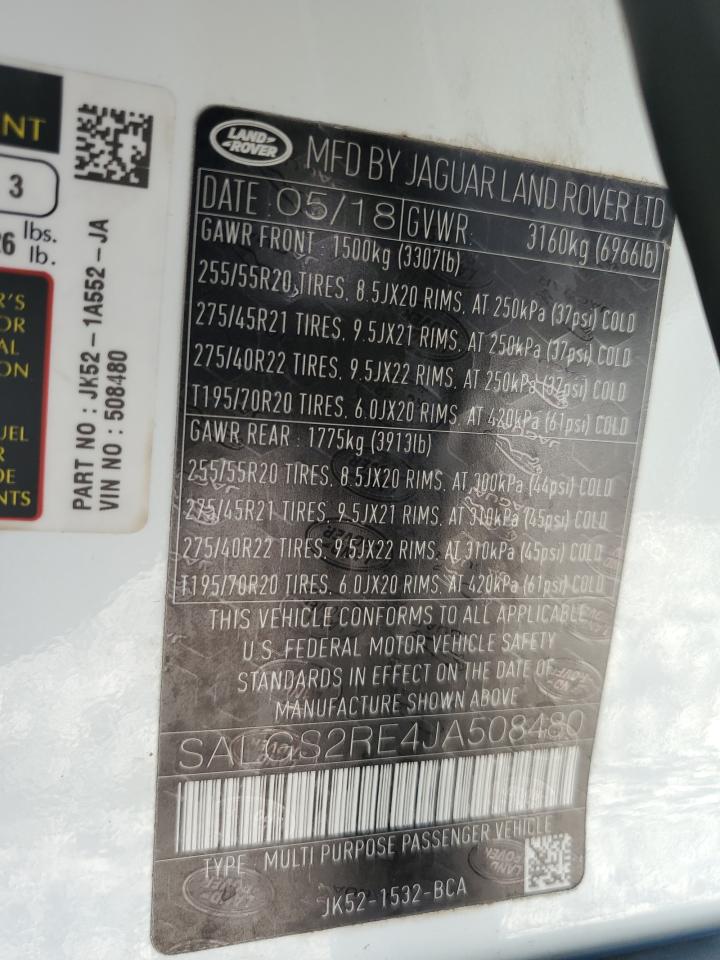 NT
3
26 lbs.
lb.
R'S
OR
AL
ION
UEL
R
DE
NTS
PART NO : JK52-1A552-JA
VIN NO : 508480
LAND ROVER
MFD BY JAGUAR LAND ROVER LTD
DATE 05/18 GVWR 3160kg (6966lb)
GAWR FRONT 1500kg (3307lb)
255/55R20 TIRES. 8.5JX20 RIMS. AT 250kPa (37psi) COLD
275/45R21 TIRES. 9.5JX21 RIMS. AT 250kPa (37psi) COLD
275/40R22 TIRES. 9.5JX22 RIMS. AT 250kPa (37psi) COLD
T195/70R20 TIRES. 6.0JX20 RIMS. AT 420kPa (61psi) COLD
GAWR REAR : 1775kg (3913lb)
255/55R20 TIRES. 8.5JX20 RIMS. AT 300kPa (44psi) COLD
275/45R21 TIRES. 9.5JX21 RIMS. AT 310kPa (45psi) COLD
275/40R22 TIRES. 9.5JX22 RIMS. AT 310kPa (45psi) COLD
T195/70R20 TIRES. 6.0JX20 RIMS. AT 420kPa (61psi) COLD
THIS VEHICLE CONFORMS TO ALL APPLICABLE
U.S. FEDERAL MOTOR VEHICLE SAFETY
STANDARDS IN EFFECT ON THE DATE OF
MANUFACTURE SHOWN ABOVE
SALGS2RE4JA508480
TYPE MULTI PURPOSE PASSENGER VEHICLE
JK52-1532-BCA